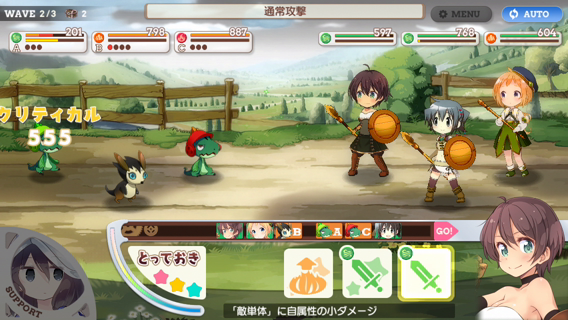 WAVE 2/3 2
通常攻撃
MENU
AUTO
201
798
887
597
768
604
A
B
C
クリティカル
555
B A C GO!
とっておき
SUPPORT
「敵単体」に自属性の小ダメージ